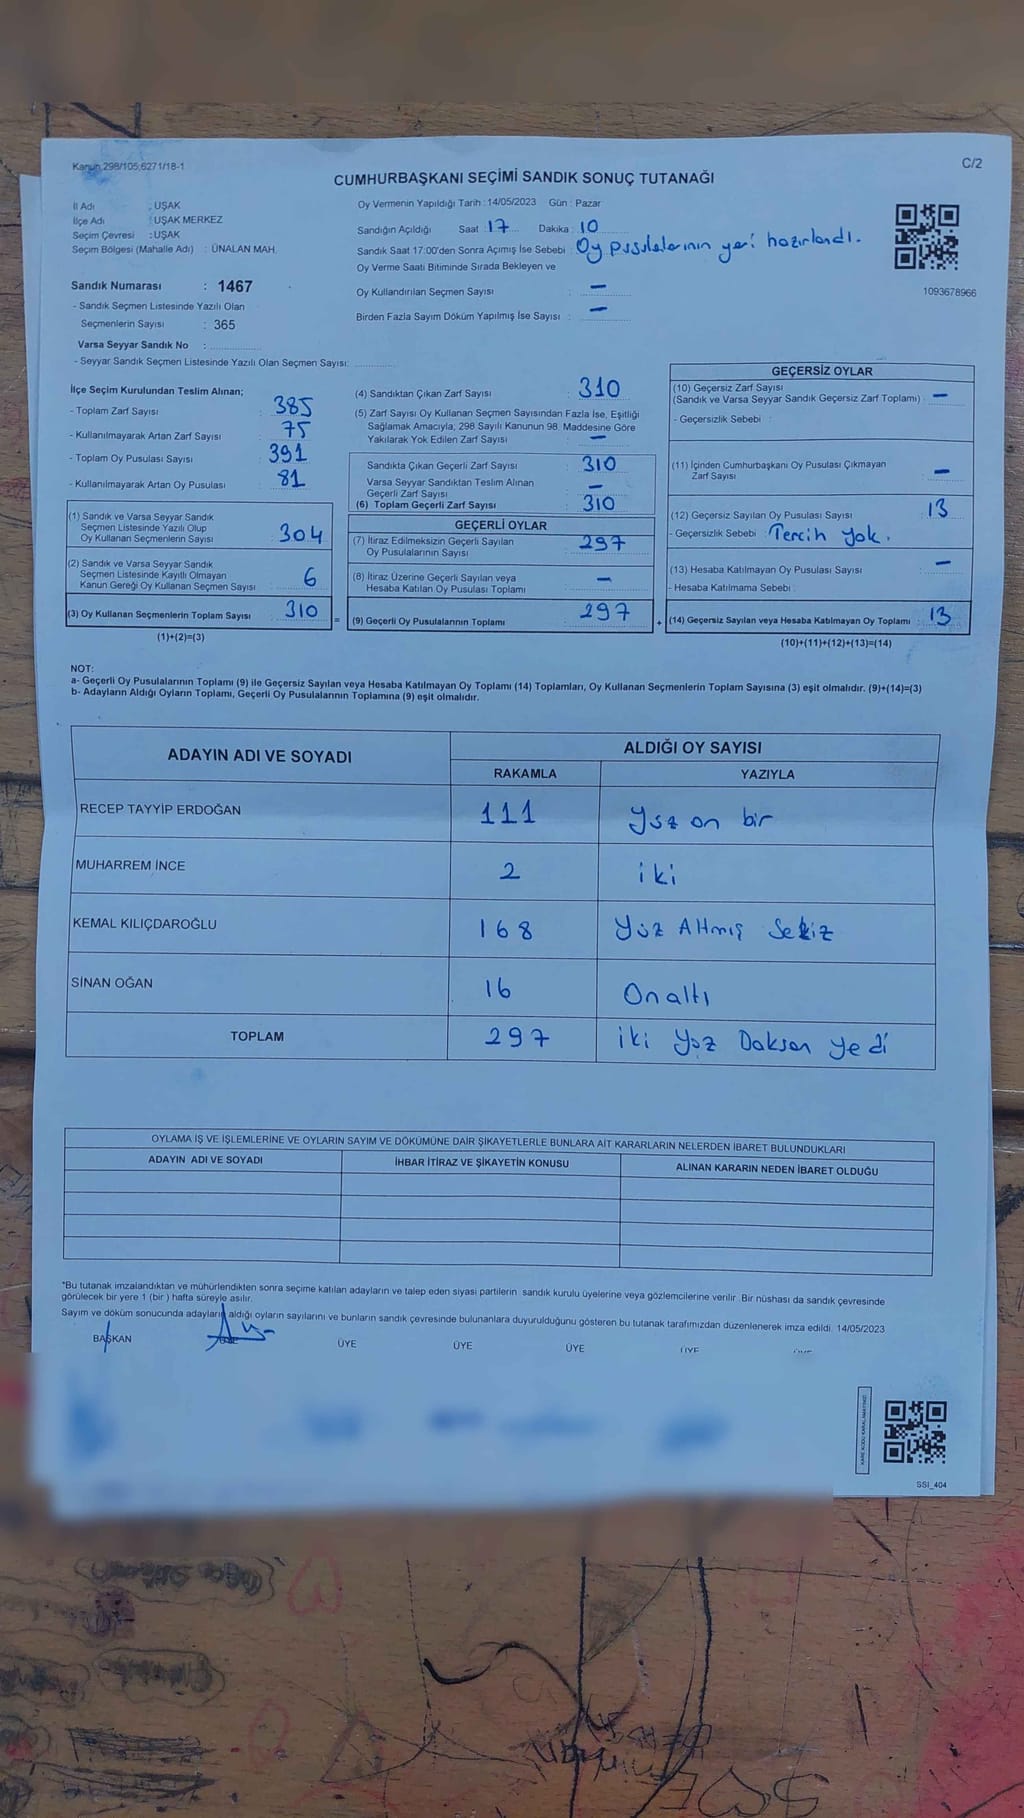 Kanun 298/105;6271/18-1
C/2
CUMHURBAŞKANI SEÇİMİ SANDIK SONUÇ TUTANAĞI
İl Adı : UŞAK
İlçe Adı : UŞAK MERKEZ
Seçim Çevresi : UŞAK
Seçim Bölgesi (Mahalle Adı) : ÜNALAN MAH.
Sandık Numarası : 1467
- Sandık Seçmen Listesinde Yazılı Olan
Seçmenlerin Sayısı : 365
Varsa Seyyar Sandık No :
- Seyyar Sandık Seçmen Listesinde Yazılı Olan Seçmen Sayısı:
Oy Vermenin Yapıldığı Tarih : 14/05/2023 Gün : Pazar
Sandığın Açıldığı Saat : 17 Dakika : 10
Sandık Saat 17:00'den Sonra Açımış İse Sebebi : Oy pusulalarının yeri hazırlandı.
Oy Verme Saati Bitiminde Sırada Bekleyen ve
Oy Kullandırılan Seçmen Sayısı : —
Birden Fazla Sayım Döküm Yapılmış İse Sayısı : —
1093678966
İlçe Seçim Kurulundan Teslim Alınan;
- Toplam Zarf Sayısı : 385
- Kullanılmayarak Artan Zarf Sayısı : 75
- Toplam Oy Pusulası Sayısı : 391
- Kullanılmayarak Artan Oy Pusulası : 81
(1) Sandık ve Varsa Seyyar Sandık
Seçmen Listesinde Yazılı Olup
Oy Kullanan Seçmenlerin Sayısı : 304
(2) Sandık ve Varsa Seyyar Sandık
Seçmen Listesinde Kayıtlı Olmayan
Kanun Gereği Oy Kullanan Seçmen Sayısı : 6
(3) Oy Kullanan Seçmenlerin Toplam Sayısı : 310
(1)+(2)=(3)
(4) Sandıktan Çıkan Zarf Sayısı : 310
(5) Zarf Sayısı Oy Kullanan Seçmen Sayısından Fazla İse, Eşitliği
Sağlamak Amacıyla; 298 Sayılı Kanunun 98. Maddesine Göre
Yakılarak Yok Edilen Zarf Sayısı : —
Sandıkta Çıkan Geçerli Zarf Sayısı : 310
Varsa Seyyar Sandıktan Teslim Alınan
Geçerli Zarf Sayısı : —
(6) Toplam Geçerli Zarf Sayısı : 310
GEÇERLİ OYLAR
(7) İtiraz Edilmeksizin Geçerli Sayılan
Oy Pusulalarının Sayısı : 297
(8) İtiraz Üzerine Geçerli Sayılan veya
Hesaba Katılan Oy Pusulası Toplamı : —
= (9) Geçerli Oy Pusulalarının Toplamı : 297
GEÇERSİZ OYLAR
(10) Geçersiz Zarf Sayısı
(Sandık ve Varsa Seyyar Sandık Geçersiz Zarf Toplamı) : —
- Geçersizlik Sebebi :
(11) İçinden Cumhurbaşkanı Oy Pusulası Çıkmayan
Zarf Sayısı : —
(12) Geçersiz Sayılan Oy Pusulası Sayısı : 13
- Geçersizlik Sebebi : Tercih yok.
(13) Hesaba Katılmayan Oy Pusulası Sayısı : —
- Hesaba Katılmama Sebebi :
+ (14) Geçersiz Sayılan veya Hesaba Katılmayan Oy Toplamı : 13
(10)+(11)+(12)+(13)=(14)
NOT:
a- Geçerli Oy Pusulalarının Toplamı (9) ile Geçersiz Sayılan veya Hesaba Katılmayan Oy Toplamı (14) Toplamları, Oy Kullanan Seçmenlerin Toplam Sayısına (3) eşit olmalıdır. (9)+(14)=(3)
b- Adayların Aldığı Oyların Toplamı, Geçerli Oy Pusulalarının Toplamına (9) eşit olmalıdır.
ADAYIN ADI VE SOYADI ALDIĞI OY SAYISI
RAKAMLA YAZIYLA
RECEP TAYYİP ERDOĞAN 111 Yüz on bir
MUHARREM İNCE 2 iki
KEMAL KILIÇDAROĞLU 168 Yüz Altmış Sekiz
SİNAN OĞAN 16 Onaltı
TOPLAM 297 iki Yüz Doksan yedi
OYLAMA İŞ VE İŞLEMLERİNE VE OYLARIN SAYIM VE DÖKÜMÜNE DAİR ŞİKAYETLERLE BUNLARA AİT KARARLARIN NELERDEN İBARET BULUNDUKLARI
ADAYIN ADI VE SOYADI İHBAR İTİRAZ VE ŞİKAYETİN KONUSU ALINAN KARARIN NEDEN İBARET OLDUĞU
*Bu tutanak imzalandıktan ve mühürlendikten sonra seçime katılan adayların ve talep eden siyasi partilerin sandık kurulu üyelerine veya gözlemcilerine verilir. Bir nüshası da sandık çevresinde
görülecek bir yere 1 (bir) hafta süreyle asılır.
Sayım ve döküm sonucunda adayların aldığı oyların sayılarını ve bunların sandık çevresinde bulunanlara duyurulduğunu gösteren bu tutanak tarafımızdan düzenlenerek imza edildi. 14/05/2023
BAŞKAN ÜYE ÜYE ÜYE ÜYE
SSI_404